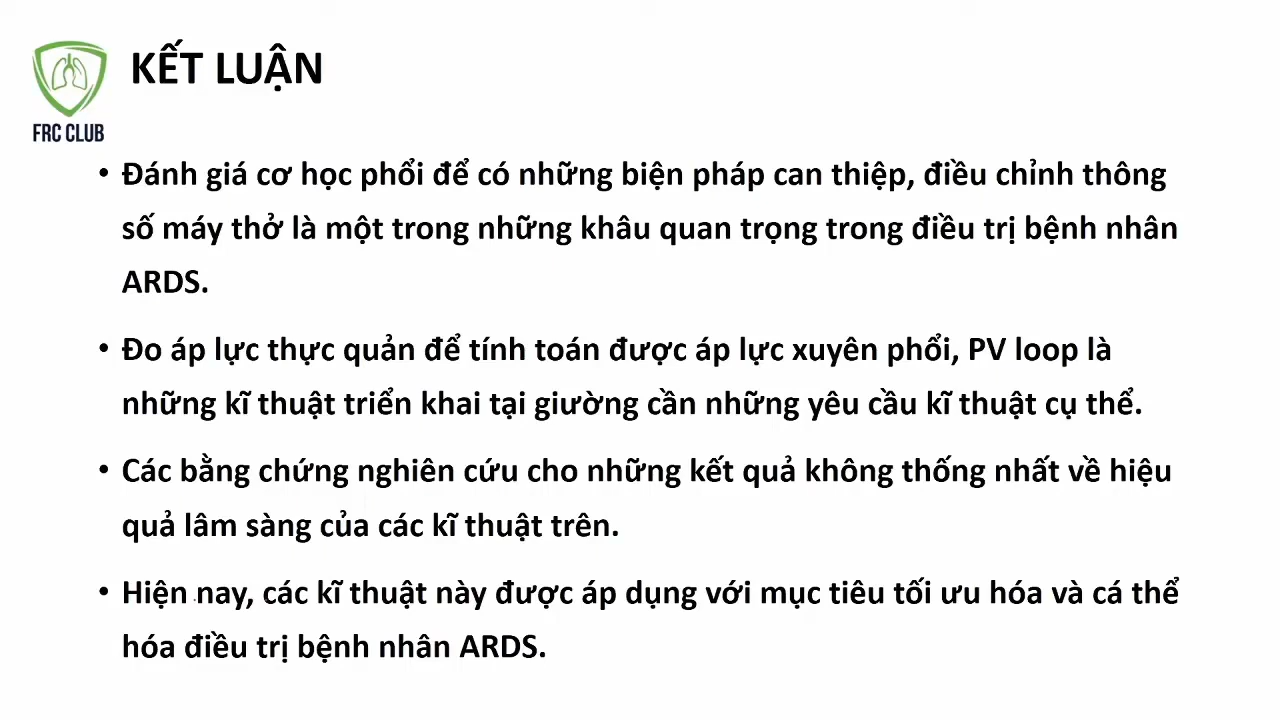 KẾT LUẬN
FRC CLUB
• Đánh giá cơ học phổi để có những biện pháp can thiệp, điều chỉnh thông
số máy thở là một trong những khâu quan trọng trong điều trị bệnh nhân
ARDS.
• Đo áp lực thực quản để tính toán được áp lực xuyên phổi, PV loop là
những kĩ thuật triển khai tại giường cần những yêu cầu kĩ thuật cụ thể.
• Các bằng chứng nghiên cứu cho những kết quả không thống nhất về hiệu
quả lâm sàng của các kĩ thuật trên.
• Hiện nay, các kĩ thuật này được áp dụng với mục tiêu tối ưu hóa và cá thể
hóa điều trị bệnh nhân ARDS.